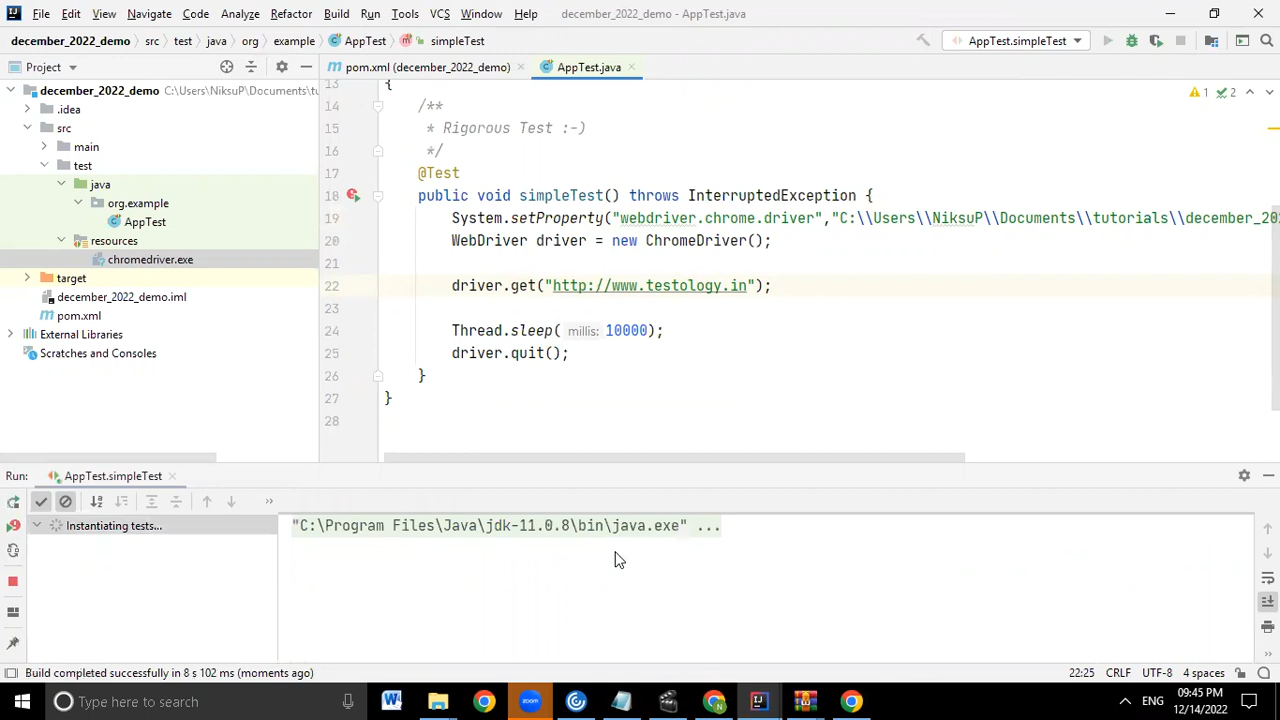 File Edit View Navigate Code Analyze Refactor Build Run Tools VCS Window Help december_2022_demo - AppTest.java
december_2022_demo src test java org example AppTest simpleTest AppTest.simpleTest
Project pom.xml (december_2022_demo) AppTest.java
december_2022_demo C:\Users\NiksuP\Documents\tu
.idea
src
main
test
java
org.example
AppTest
resources
chromedriver.exe
target
december_2022_demo.iml
pom.xml
External Libraries
Scratches and Consoles
1 2
13 {
14 /**
15 * Rigorous Test :-)
16 */
17 @Test
18 public void simpleTest() throws InterruptedException {
19 System.setProperty("webdriver.chrome.driver","C:\\Users\\NiksuP\\Documents\\tutorials\\december_20
20 WebDriver driver = new ChromeDriver();
21
22 driver.get("http://www.testology.in");
23
24 Thread.sleep( millis: 10000);
25 driver.quit();
26 }
27 }
28
Run: AppTest.simpleTest
Instantiating tests...
"C:\Program Files\Java\jdk-11.0.8\bin\java.exe" ...
Build completed successfully in 8 s 102 ms (moments ago) 22:25 CRLF UTF-8 4 spaces
Type here to search zoom ENG 09:45 PM
12/14/2022